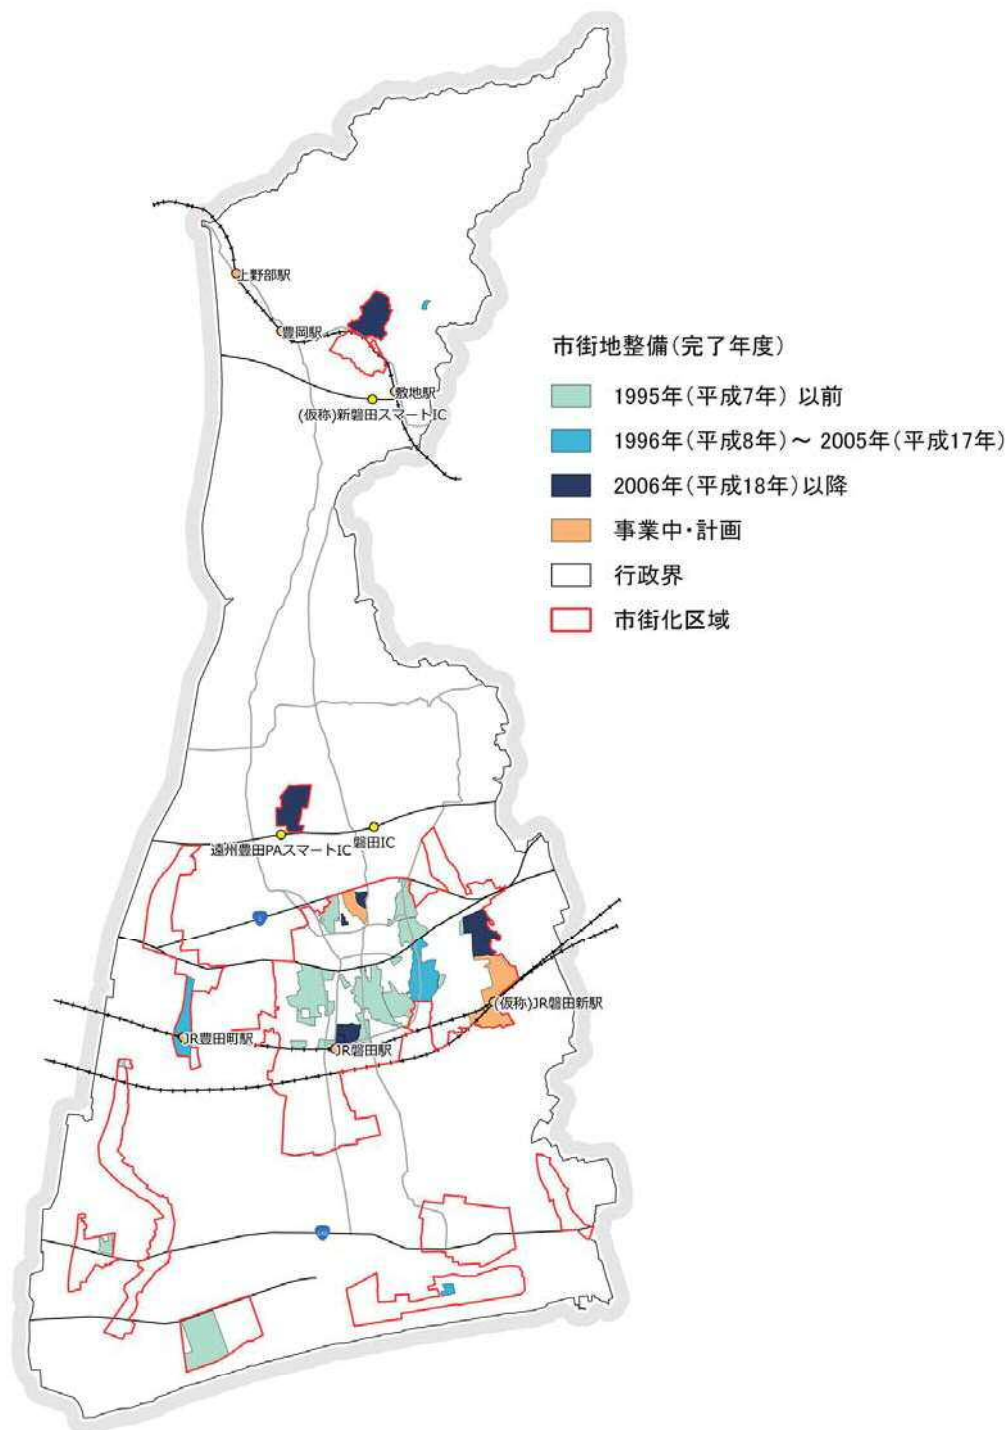 上野部駅
豊岡駅
敷地駅
(仮称)新磐田スマートIC
市街地整備(完了年度)
1995年(平成7年) 以前
1996年(平成8年)～ 2005年(平成17年)
2006年(平成18年)以降
事業中・計画
行政界
市街化区域
磐田IC
遠州豊田PAスマートIC
1
(仮称)JR磐田新駅
JR豊田町駅
JR磐田駅